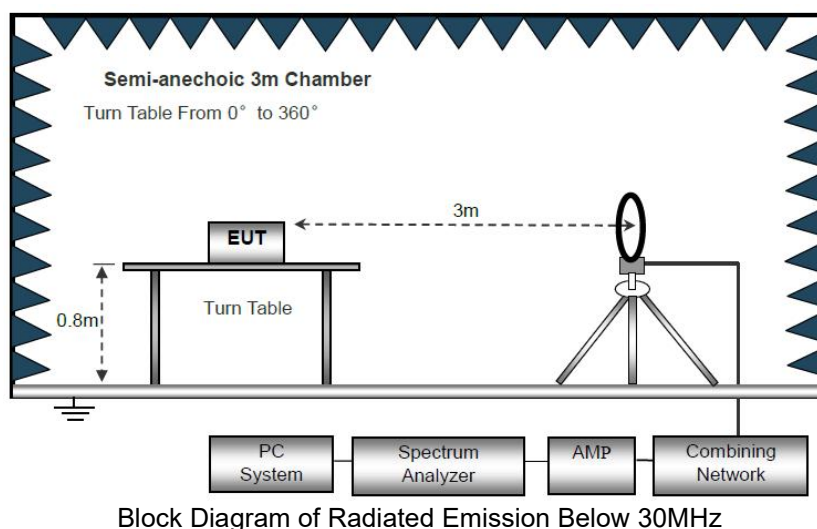 Semi-anechoic 3m Chamber
Turn Table From 0° to 360°
3m
EUT
0.8m
Turn Table
PC
System
Spectrum
Analyzer
AMP
Combining
Network
Block Diagram of Radiated Emission Below 30MHz